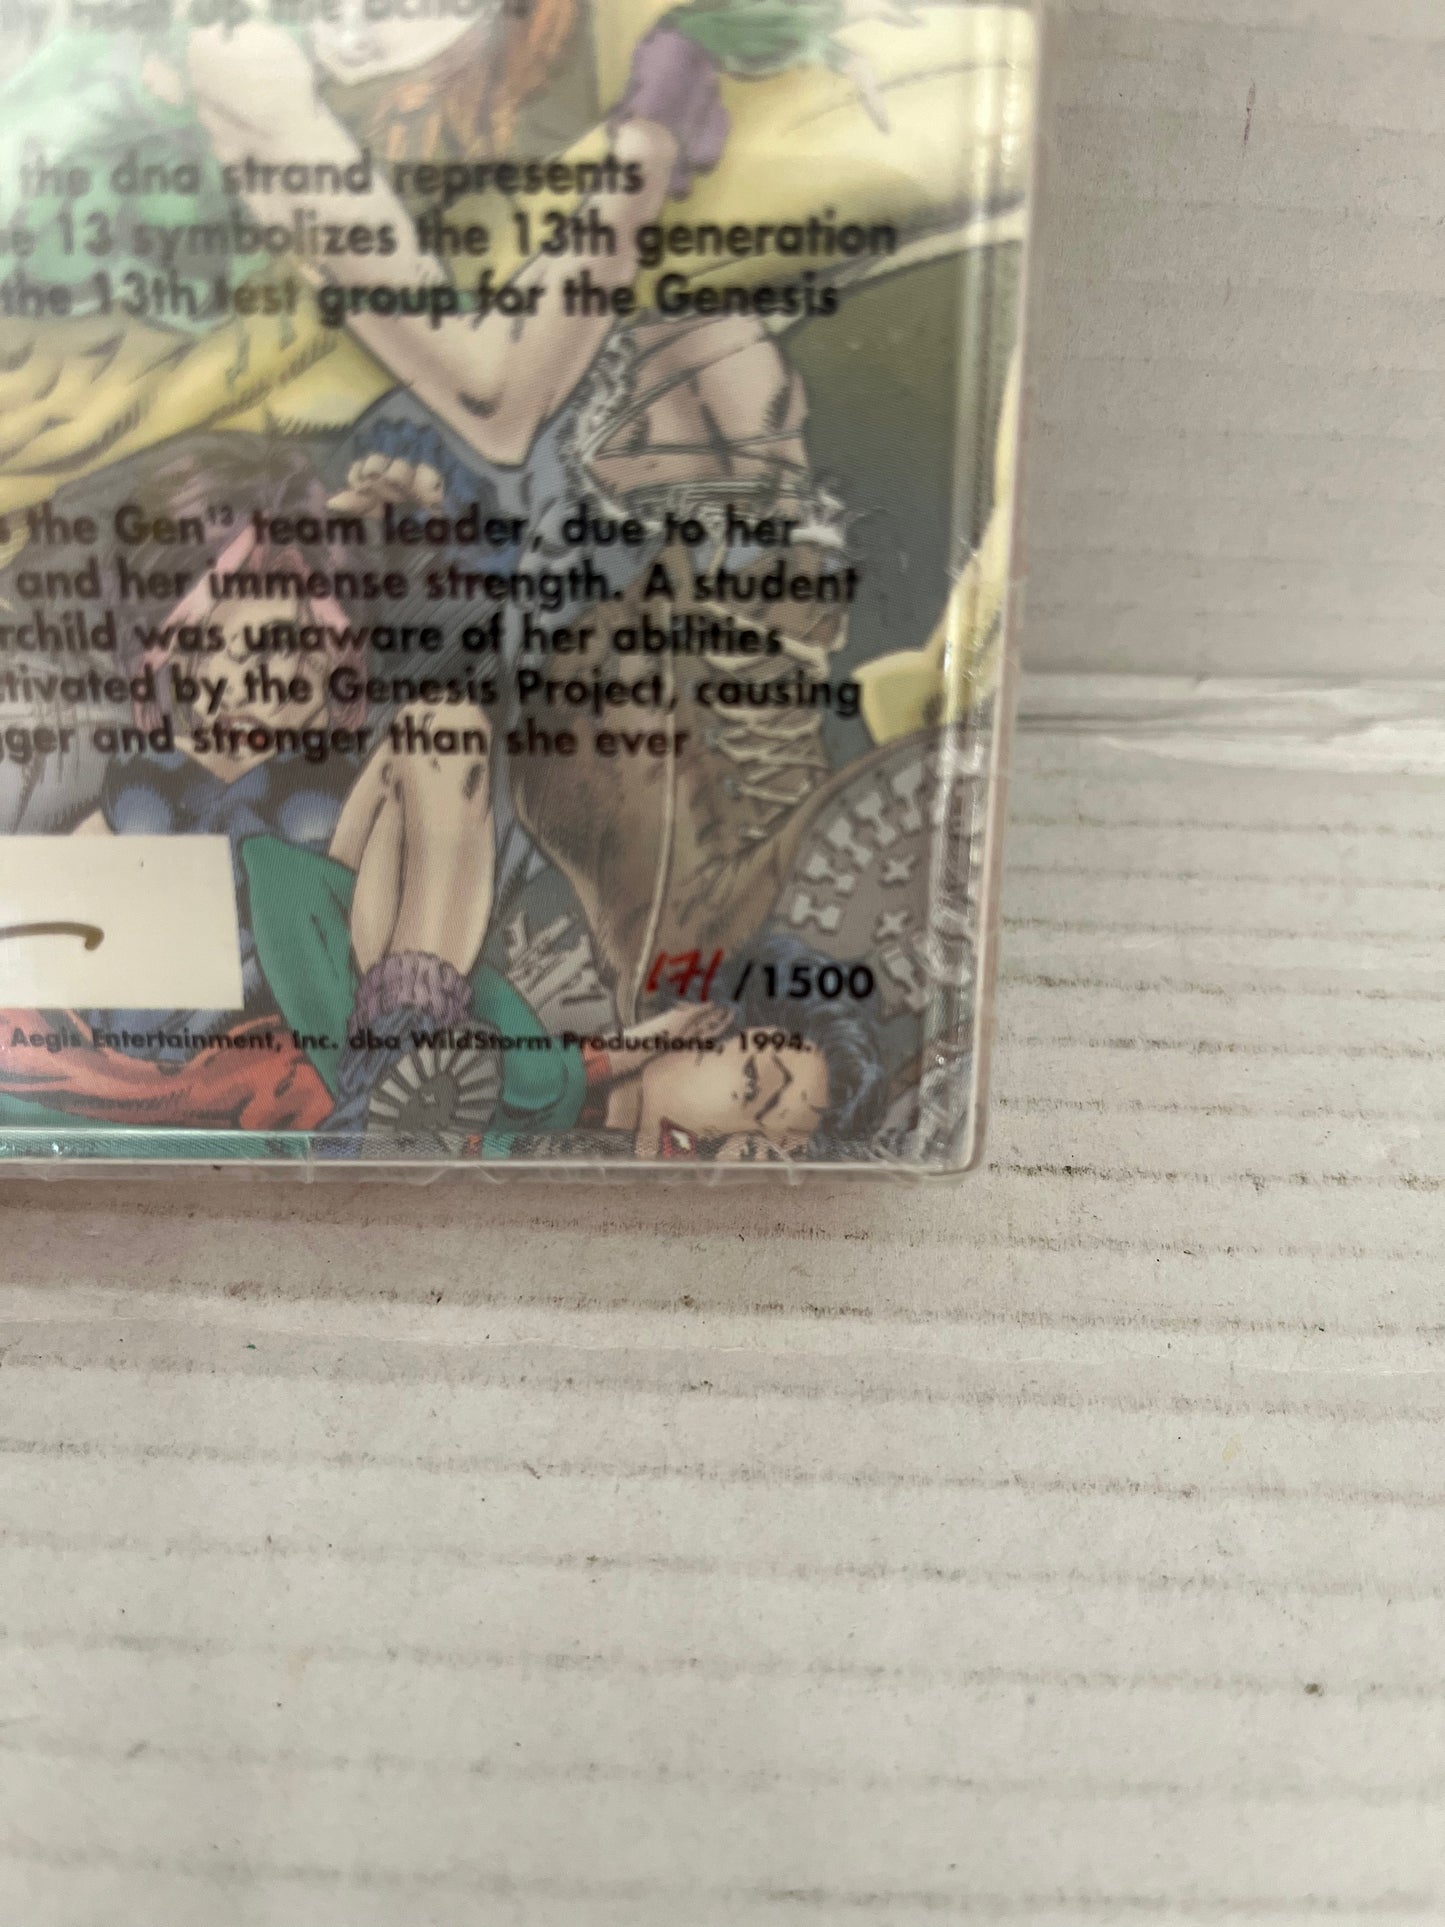 the dna strand represents
13 symbolizes the 13th generation
the 13th test group for the Genesis
the Gen¹³ team leader, due to her
and her immense strength. A student
rchild was unaware of her abilities
tivated by the Genesis Project, causing
gger and stronger than she ever
171/1500
Aegis Entertainment, Inc. dba WildStorm Productions, 1994.